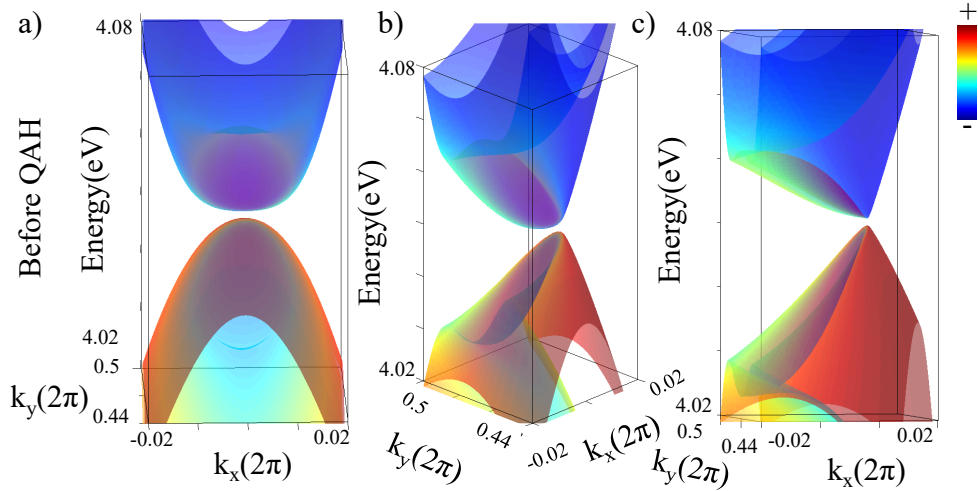 a)
Before QAH
Energy(eV)
4.08
4.02
0.5
k_y(2π)
0.44
-0.02
0.02
k_x(2π)
b)
Energy(eV)
4.08
4.02
0.5
0.44
k_y(2π)
-0.02
0.02
k_x(2π)
c)
Energy(eV)
4.08
4.02
0.5
0.44
k_y(2π)
-0.02
0.02
k_x(2π)
+
-